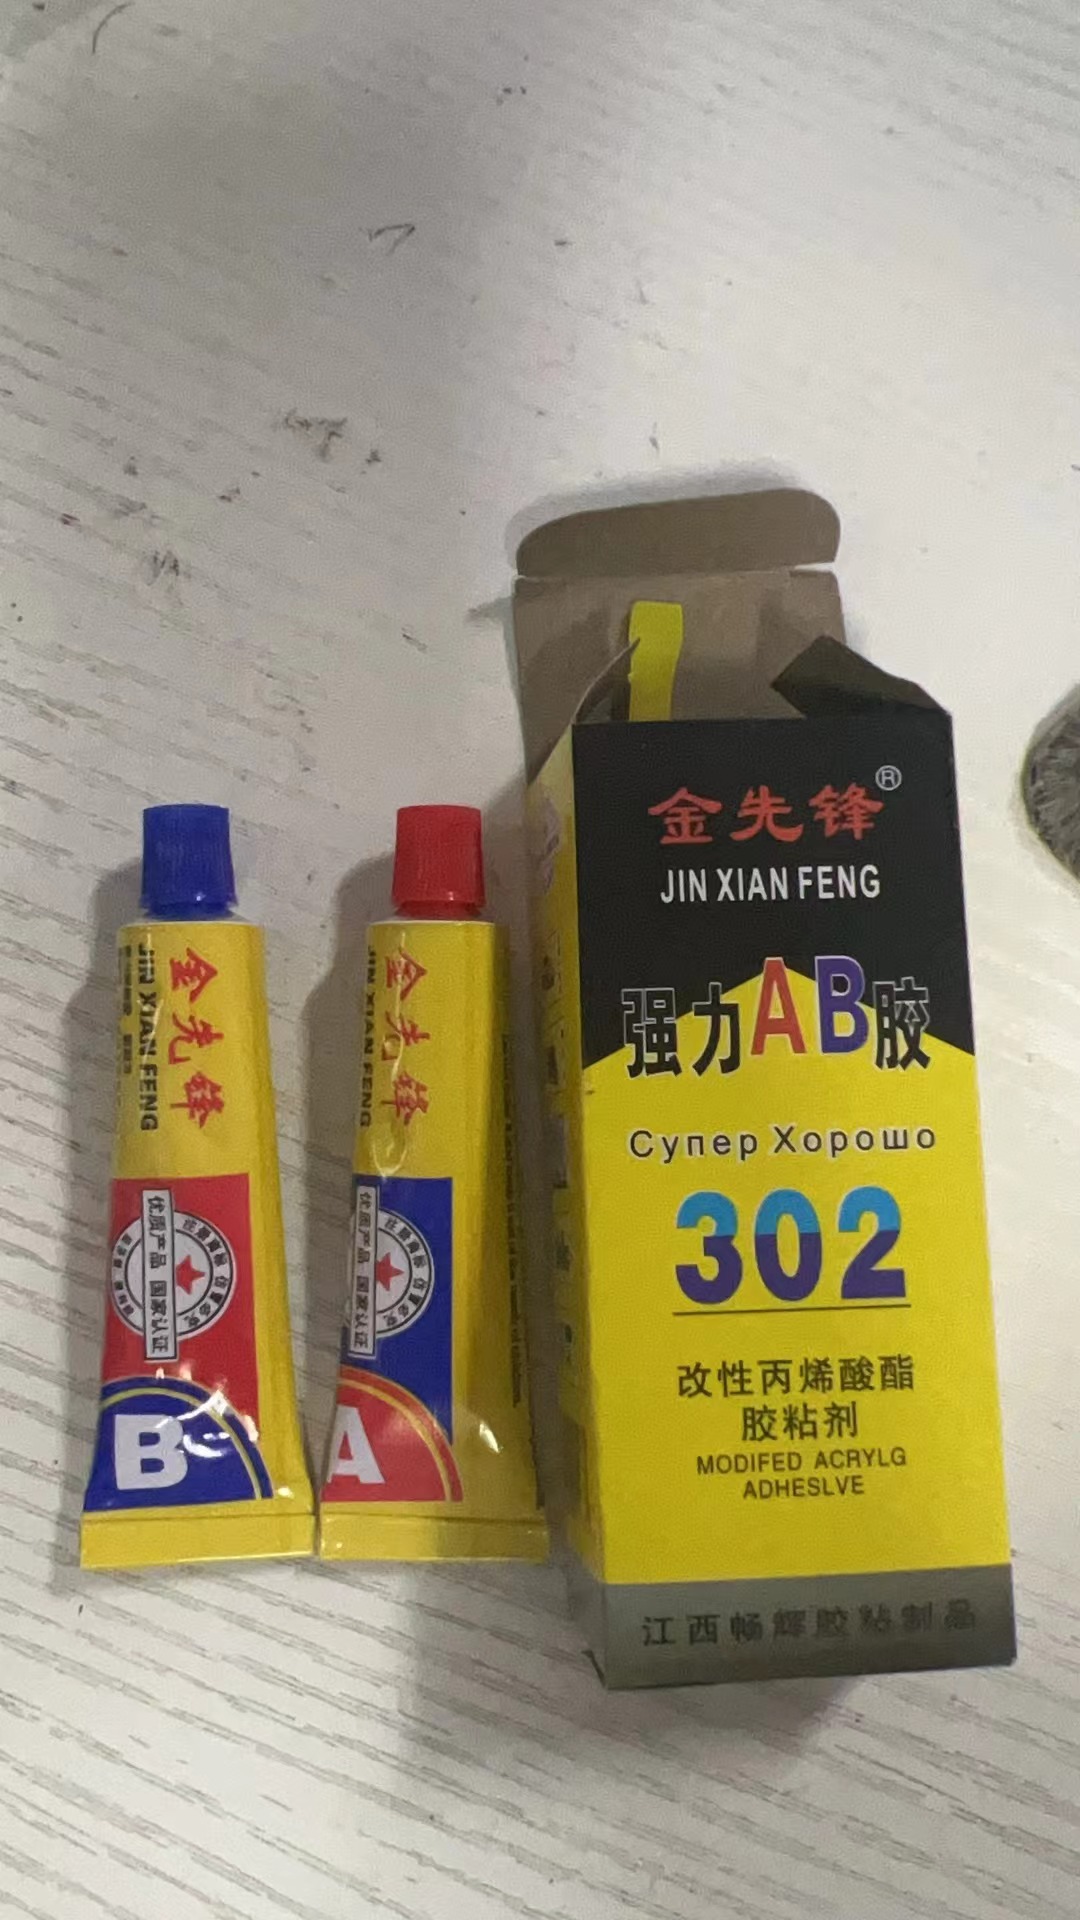 金先锋®
JIN XIAN FENG
强力AB胶
Супер Хорошо
302
改性丙烯酸酯
胶粘剂
MODIFED ACRYLG
ADHESLVE
江西畅辉胶粘制品
金先锋
JIN XIAN FENG
优质产品 国家认证
B
金先锋
JIN XIAN FENG
优质产品 国家认证
A